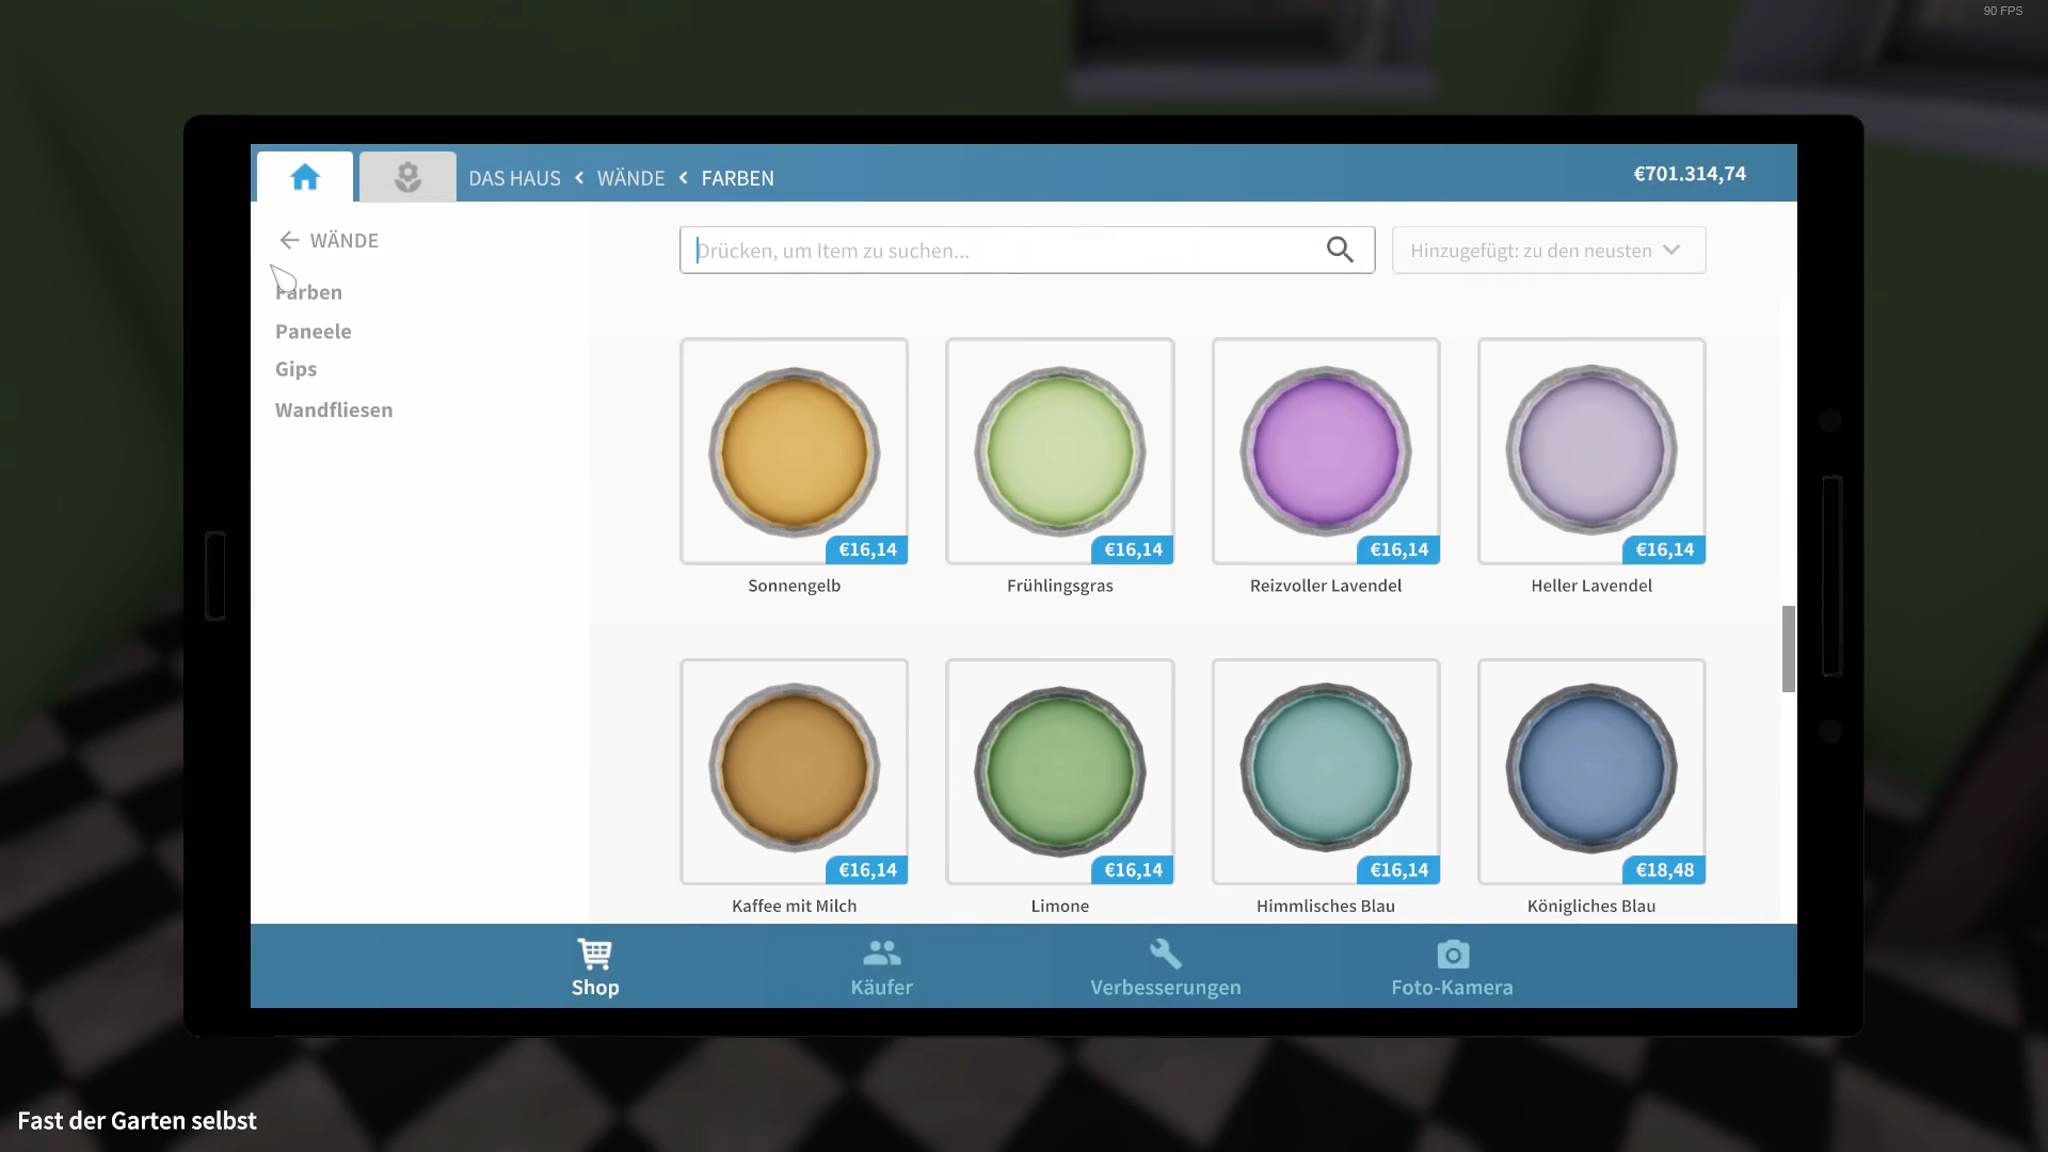 90 FPS
DAS HAUS < WÄNDE < FARBEN
€701.314,74
← WÄNDE
Drücken, um Item zu suchen...
Hinzugefügt: zu den neusten
Farben
Paneele
Gips
Wandfliesen
€16,14 €16,14 €16,14 €16,14
Sonnengelb Frühlingsgras Reizvoller Lavendel Heller Lavendel
€16,14 €16,14 €16,14 €18,48
Kaffee mit Milch Limone Himmlisches Blau Königliches Blau
Shop Käufer Verbesserungen Foto-Kamera
Fast der Garten selbst